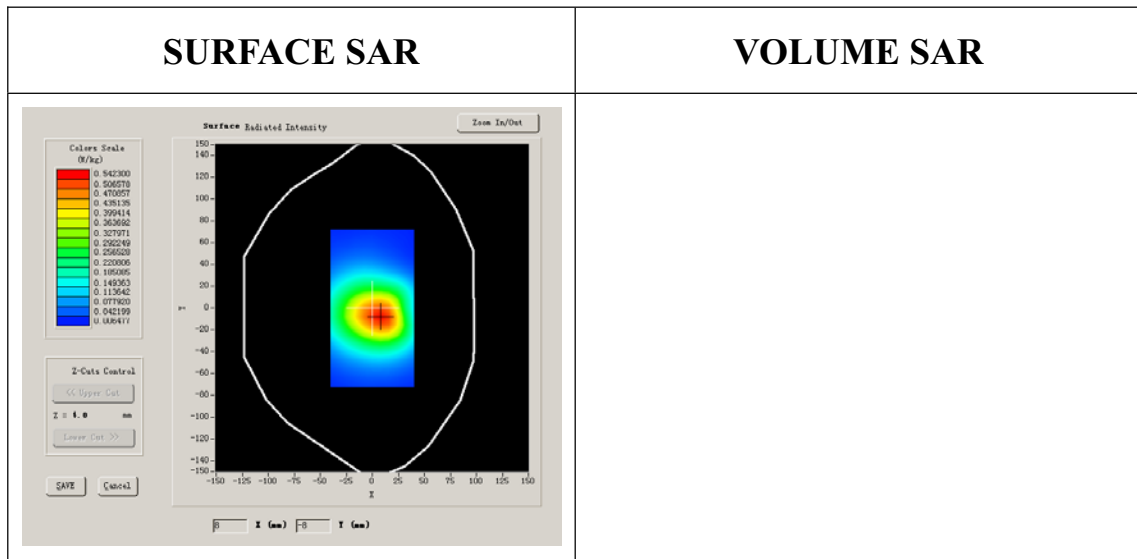 SURFACE SAR
VOLUME SAR
Surface Radiated Intensity
Zoom In/Out
Colors Scale
(W/kg)
0.542300
0.506578
0.470857
0.435135
0.399414
0.363692
0.327971
0.292249
0.256528
0.220806
0.185085
0.149363
0.113642
0.077920
0.042199
0.006477
150
140
120
100
80
60
40
20
0
-20
-40
-60
-80
-100
-120
-140
-150
Y
-150 -125 -100 -75 -50 -25 0 25 50 75 100 125 150
X
Z-Cuts Control
<< Upper Cut
Z = 4.0 mm
Lower Cut >>
SAVE Cancel
8 X (mm) -8 Y (mm)